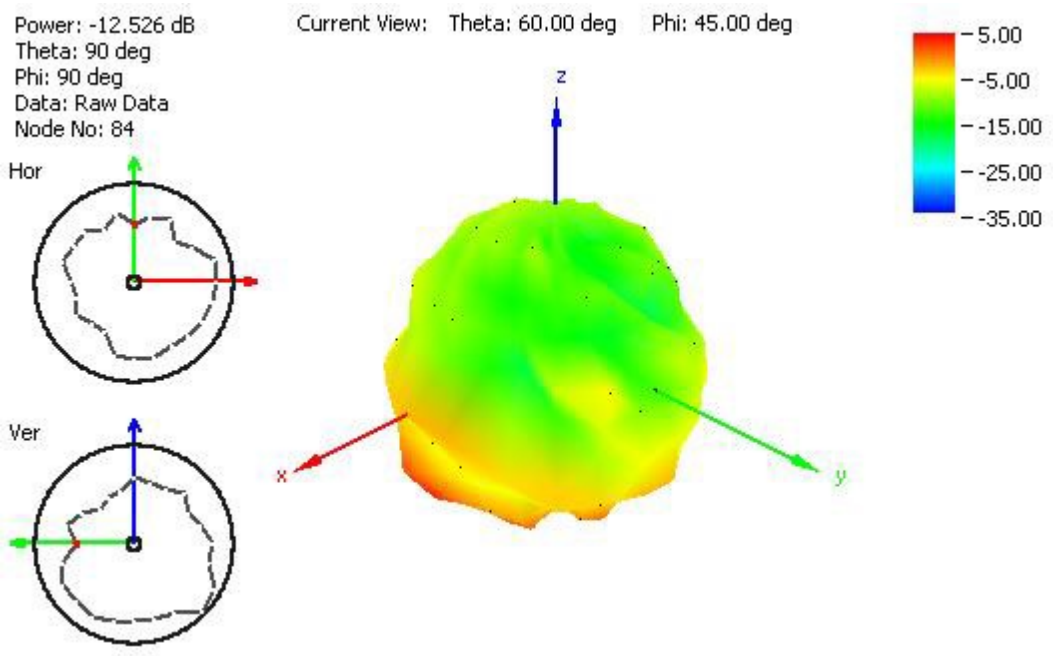 Power: -12.526 dB
Theta: 90 deg
Phi: 90 deg
Data: Raw Data
Node No: 84
Current View: Theta: 60.00 deg Phi: 45.00 deg
5.00
-5.00
-15.00
-25.00
-35.00
Hor
z
x
y
Ver